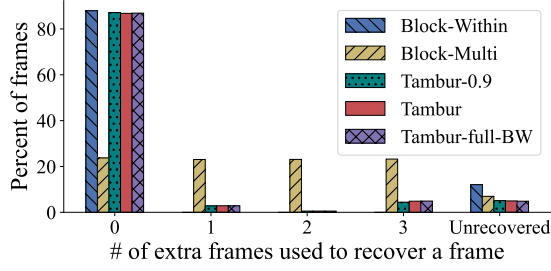 Percent of frames
80
60
40
20
0
Block-Within
Block-Multi
Tambur-0.9
Tambur
Tambur-full-BW
0 1 2 3 Unrecovered
# of extra frames used to recover a frame